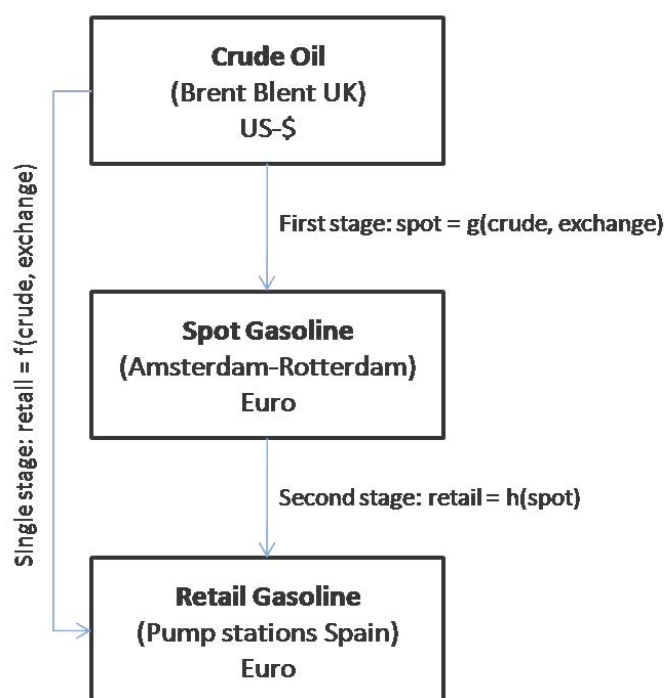 Crude Oil
(Brent Blent UK)
US-$
First stage: spot = g(crude, exchange)
Single stage: retail = f(crude, exchange)
Spot Gasoline
(Amsterdam-Rotterdam)
Euro
Second stage: retail = h(spot)
Retail Gasoline
(Pump stations Spain)
Euro